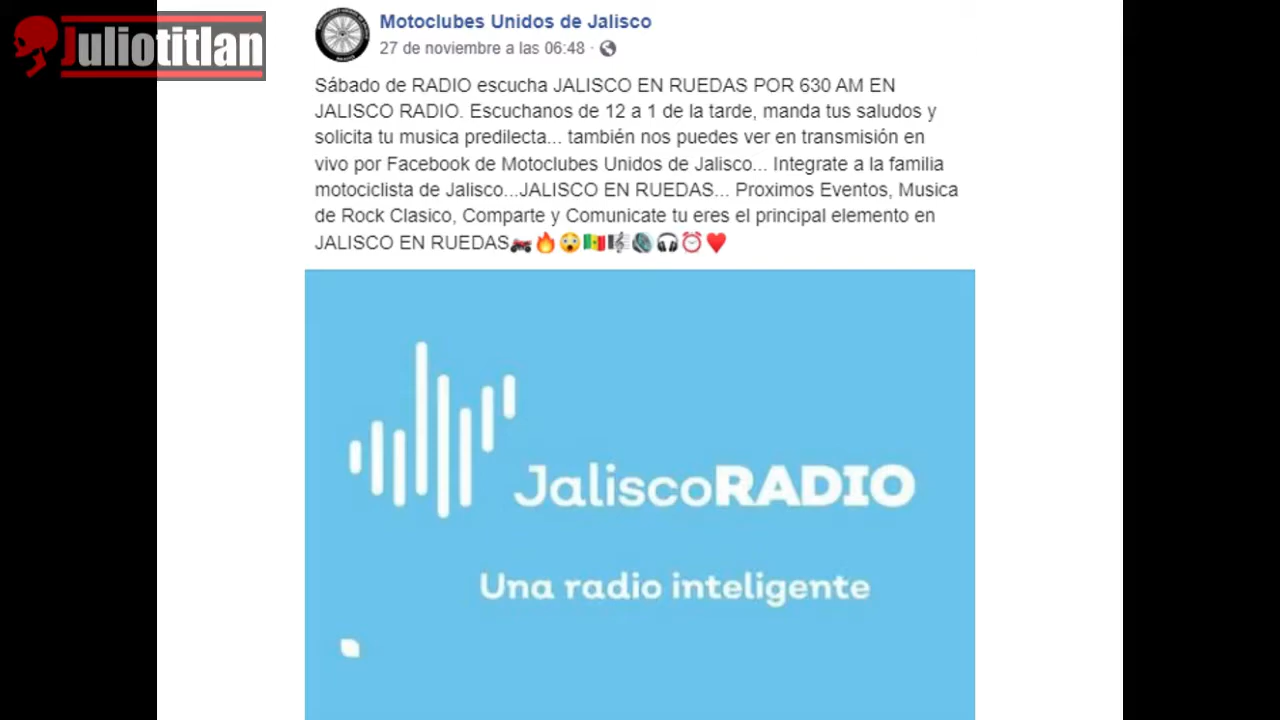 Juliotitlan
Motoclubes Unidos de Jalisco
27 de noviembre a las 06:48 ·
Sábado de RADIO escucha JALISCO EN RUEDAS POR 630 AM EN
JALISCO RADIO. Escuchanos de 12 a 1 de la tarde, manda tus saludos y
solicita tu musica predilecta... también nos puedes ver en transmisión en
vivo por Facebook de Motoclubes Unidos de Jalisco... Integrate a la familia
motociclista de Jalisco...JALISCO EN RUEDAS... Proximos Eventos, Musica
de Rock Clasico, Comparte y Comunicate tu eres el principal elemento en
JALISCO EN RUEDAS🏍🔥😲🇸🇳🎼🔊🎧⏰❤
JaliscoRADIO
Una radio inteligente